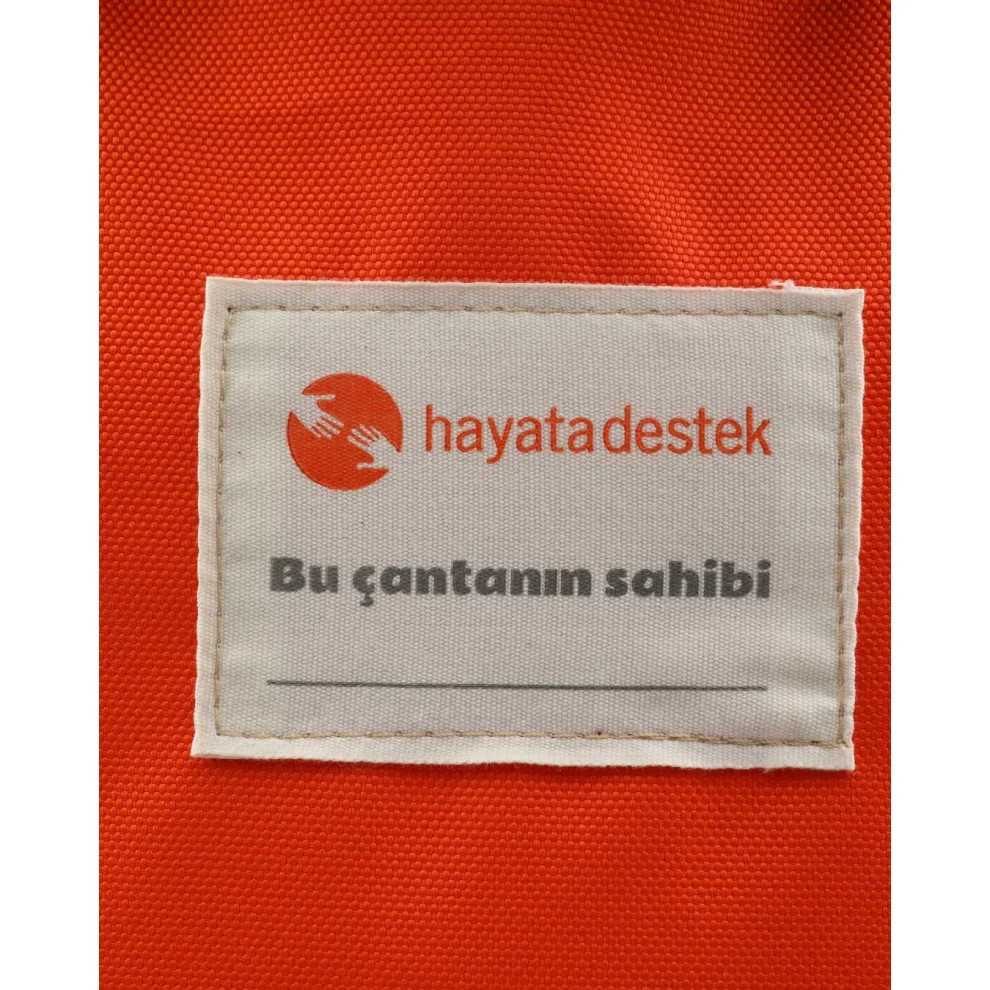 hayatadestek
Bu çantanın sahibi